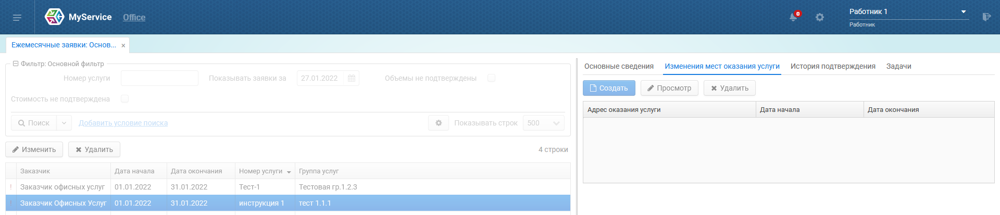 MyService Office 0 Работник 1
Работник
Ежемесячные заявки: Основ... ×
Фильтр: Основной фильтр
Номер услуги Показывать заявки за 27.01.2022 Объемы не подтверждены
Стоимость не подтверждена
Поиск Добавить условие поиска Показывать строк 500
Изменить Удалить 4 строки
Заказчик Дата начала Дата окончания Номер услуги Группа услуг
! Заказчик офисных услуг 01.01.2022 31.01.2022 Тест-1 Тестовая гр.1.2.3
! Заказчик Офисных Услуг 01.01.2022 31.01.2022 инструкция 1 тест 1.1.1
Основные сведения Изменения мест оказания услуги История подтверждения Задачи
Создать Просмотр Удалить
Адрес оказания услуги Дата начала Дата окончания